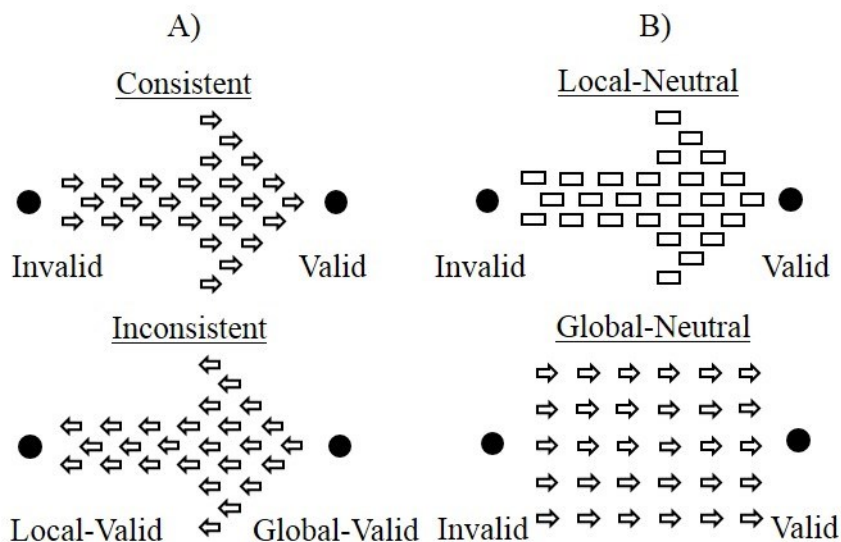 A)
Consistent
Invalid
Valid
Inconsistent
Local-Valid
Global-Valid
B)
Local-Neutral
Invalid
Valid
Global-Neutral
Invalid
Valid